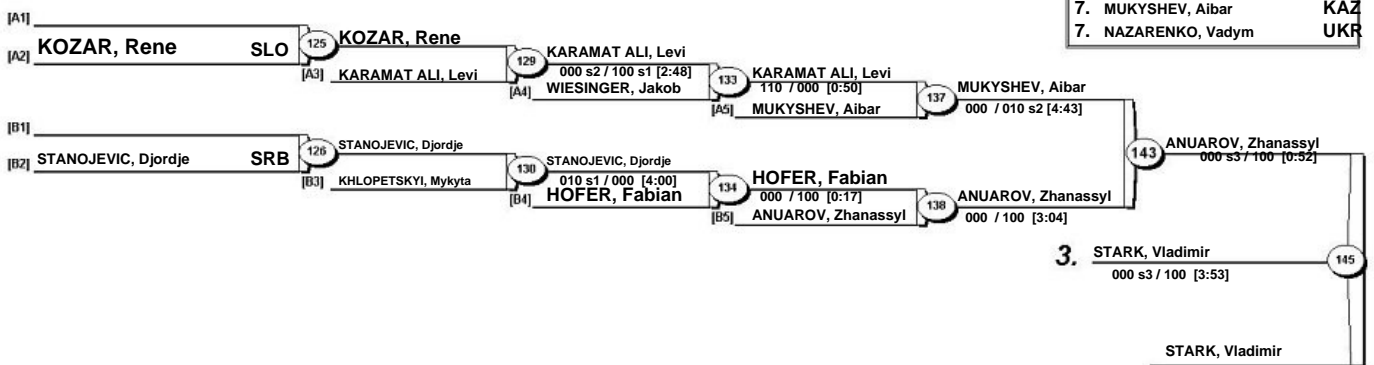 7. MUKYSHEV, Aibar KAZ
7. NAZARENKO, Vadym UKR
[A1]
[A2] KOZAR, Rene SLO 125 KOZAR, Rene
[A3] KARAMAT ALI, Levi 129 KARAMAT ALI, Levi
000 s2 / 100 s1 [2:48]
[A4] WIESINGER, Jakob 133 KARAMAT ALI, Levi
110 / 000 [0:50]
[A5] MUKYSHEV, Aibar 137 MUKYSHEV, Aibar
000 / 010 s2 [4:43]
[B1]
[B2] STANOJEVIC, Djordje SRB 126 STANOJEVIC, Djordje
[B3] KHLOPETSKYI, Mykyta 130 STANOJEVIC, Djordje
010 s1 / 000 [4:00]
[B4] HOFER, Fabian 134 HOFER, Fabian
000 / 100 [0:17]
[B5] ANUAROV, Zhanassyl 138 ANUAROV, Zhanassyl
000 / 100 [3:04]
143 ANUAROV, Zhanassyl
000 s3 / 100 [0:52]
3. STARK, Vladimir 145
000 s3 / 100 [3:53]
STARK, Vladimir